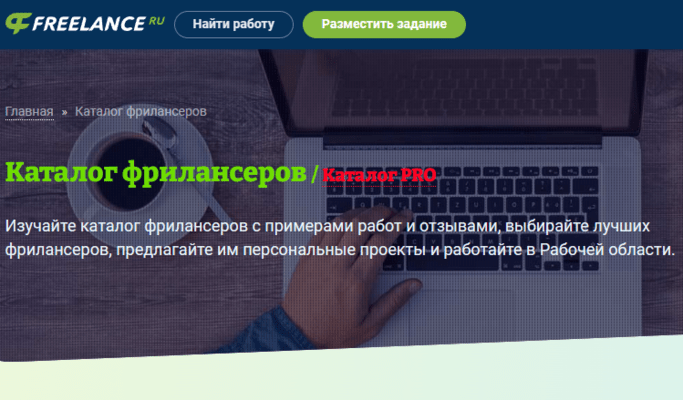 FREELANCE RU Найти работу Разместить задание
Главная » Каталог фрилансеров
Каталог фрилансеров / Каталог PRO
Изучайте каталог фрилансеров с примерами работ и отзывами, выбирайте лучших
фрилансеров, предлагайте им персональные проекты и работайте в Рабочей области.